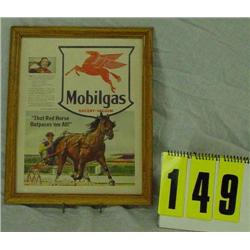 Mobilgas
SOCONY-VACUUM
"That Red Horse
Outpaces 'em All!"
149